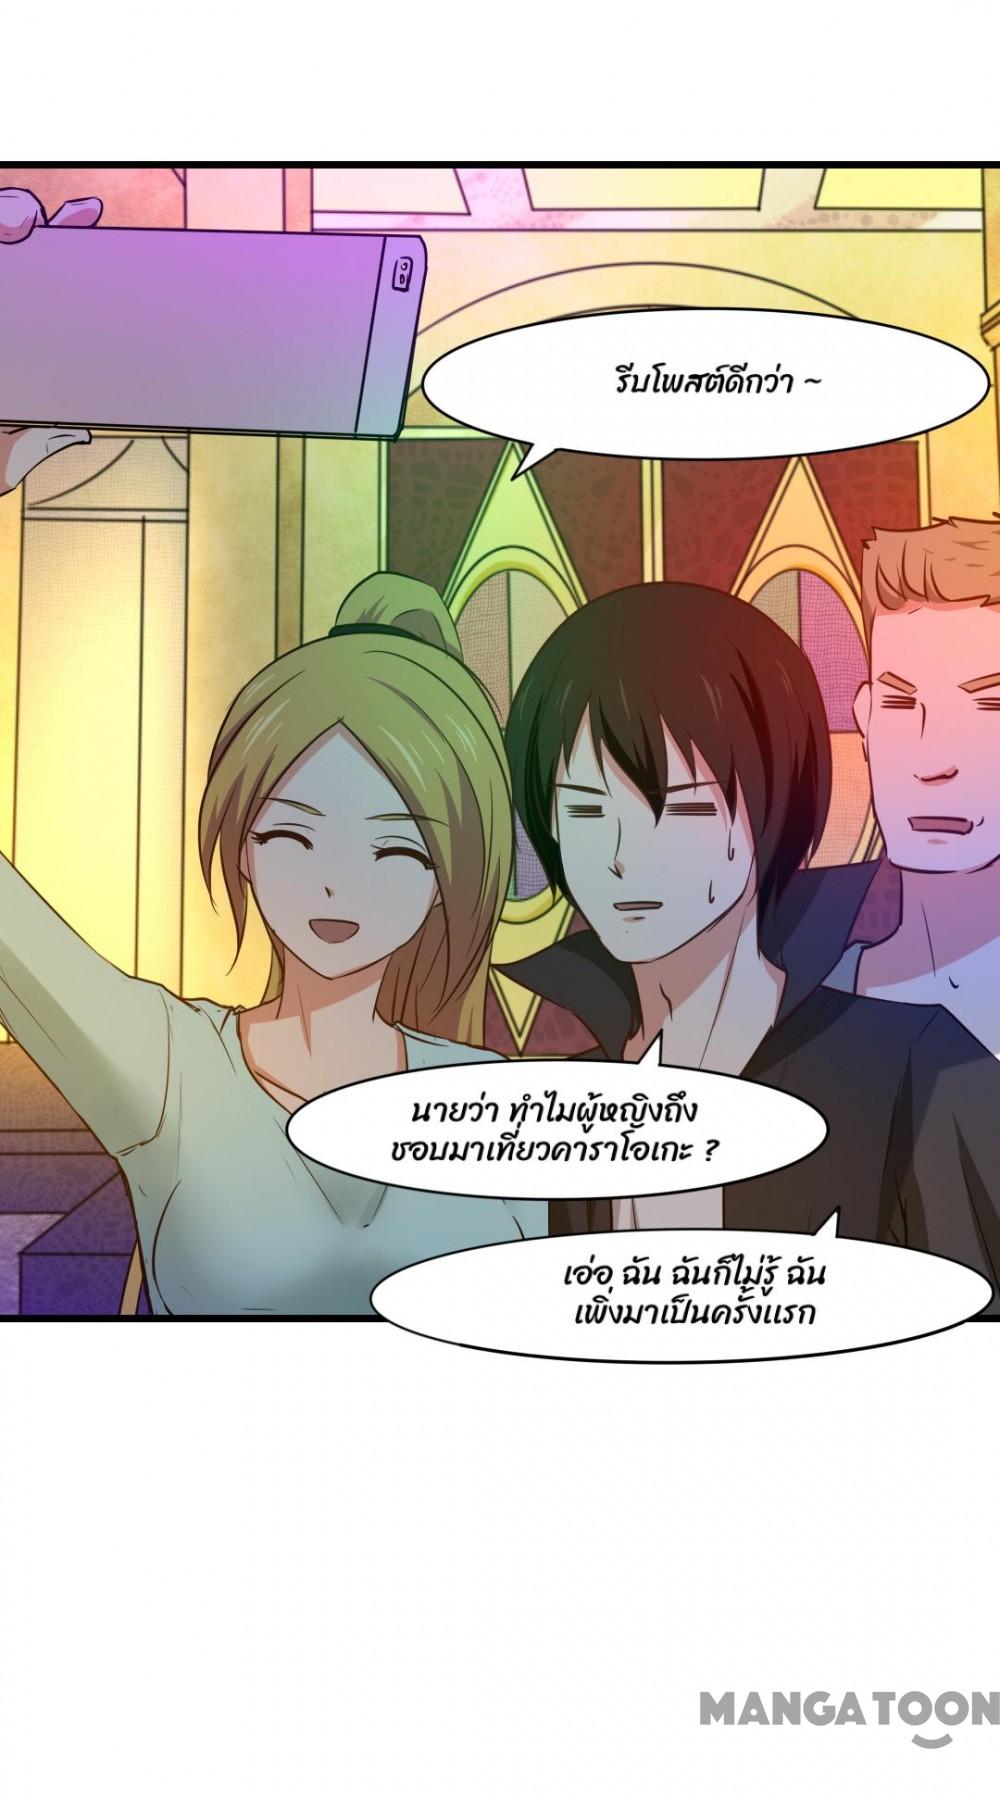 รีบโพสต์ดีกว่า ~
นายว่า ทำไมผู้หญิงถึง
ชอบมาเที่ยวคาราโอเกะ ?
เอ่อ ฉัน ฉันก็ไม่รู้ ฉัน
เพิ่งมาเป็นครั้งแรก
MANGATOON